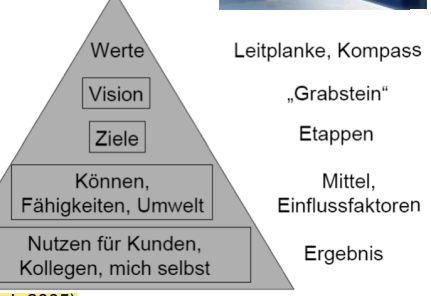 Werte Leitplanke, Kompass
Vision „Grabstein“
Ziele Etappen
Können, Mittel,
Fähigkeiten, Umwelt Einflussfaktoren
Nutzen für Kunden, Ergebnis
Kollegen, mich selbst